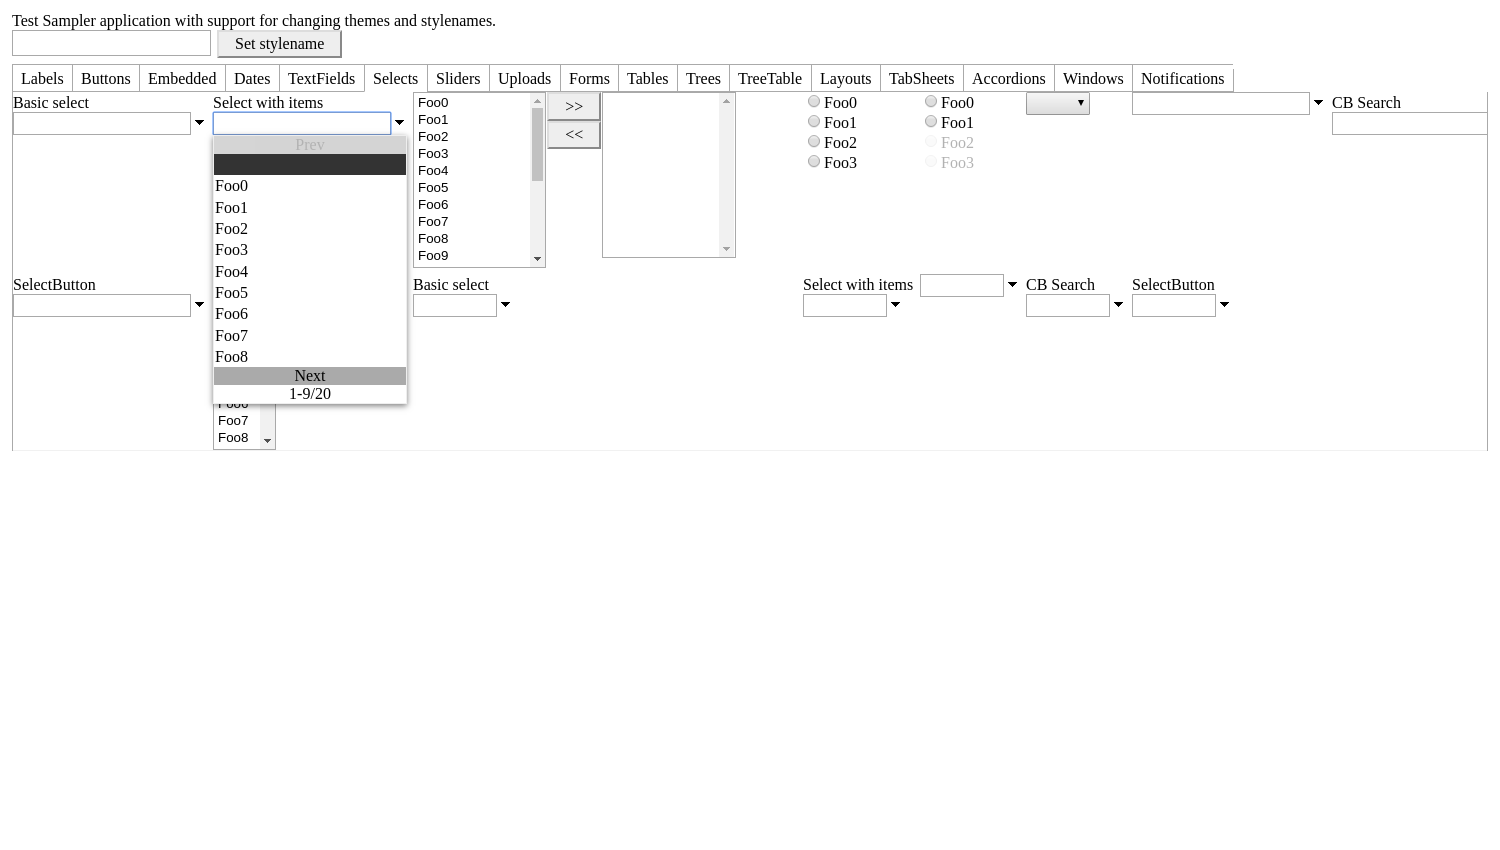 Test Sampler application with support for changing themes and stylenames.
Set stylename
Labels Buttons Embedded Dates TextFields Selects Sliders Uploads Forms Tables Trees TreeTable Layouts TabSheets Accordions Windows Notifications
Basic select
Select with items
Prev
Foo0
Foo1
Foo2
Foo3
Foo4
Foo5
Foo6
Foo7
Foo8
Next
1-9/20
Foo0
Foo1
Foo2
Foo3
Foo4
Foo5
Foo6
Foo7
Foo8
Foo9
>>
<<
Foo0
Foo1
Foo2
Foo3
Foo0
Foo1
Foo2
Foo3
CB Search
SelectButton
Foo6
Foo7
Foo8
Basic select
Select with items
CB Search
SelectButton